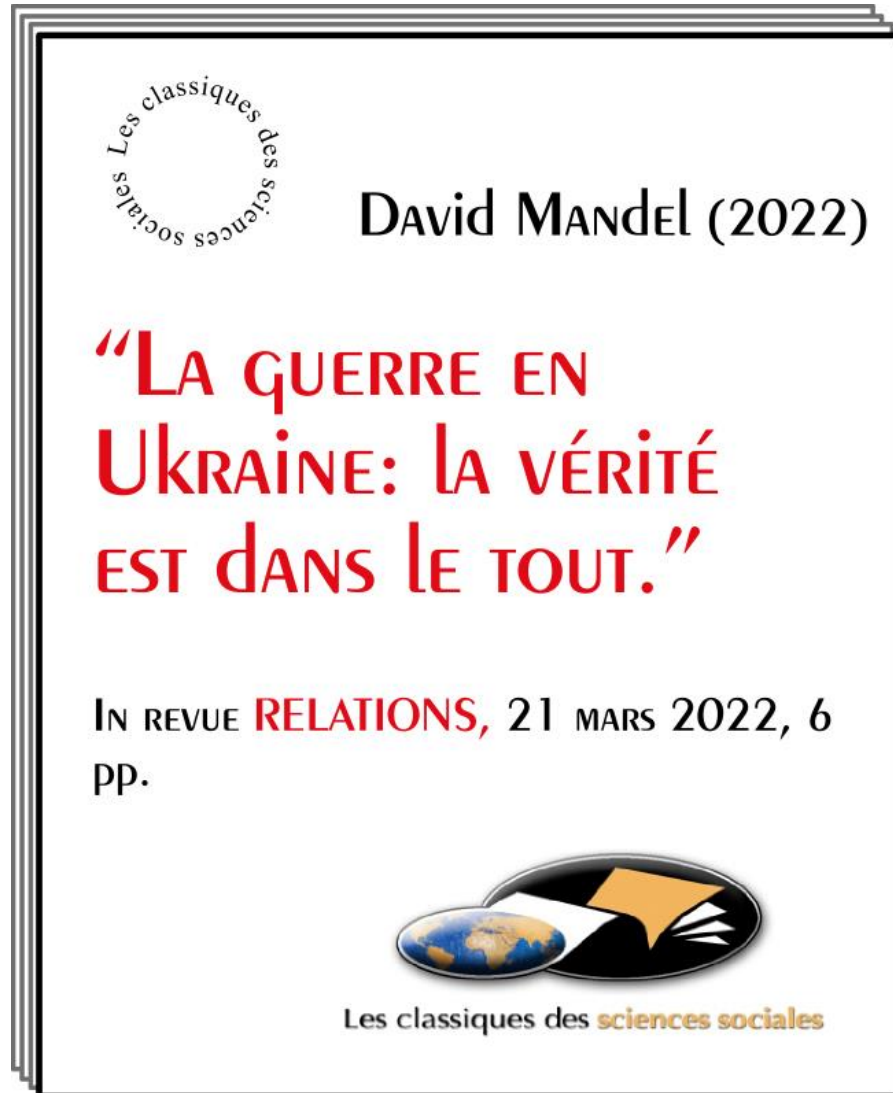 Les classiques des sciences sociales
David Mandel (2022)
“La guerre en
Ukraine: la vérité
est dans le tout.”
In revue RELATIONS, 21 mars 2022, 6
pp.
Les classiques des sciences sociales